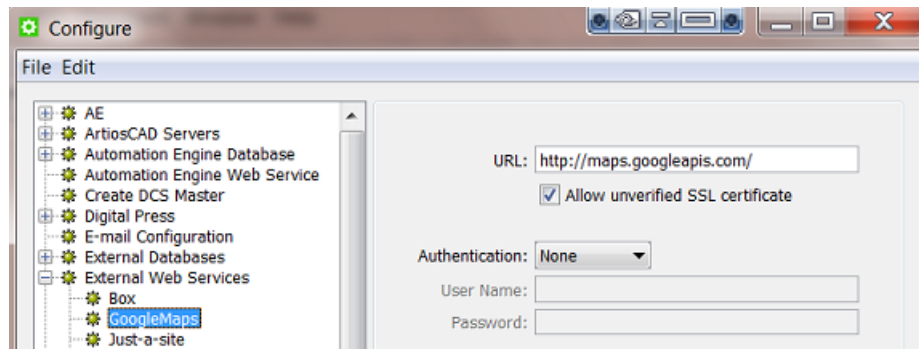 Configure
File Edit
AE
ArtiosCAD Servers
Automation Engine Database
Automation Engine Web Service
Create DCS Master
Digital Press
E-mail Configuration
External Databases
External Web Services
Box
GoogleMaps
Just-a-site
URL: http://maps.googleapis.com/
Allow unverified SSL certificate
Authentication: None
User Name:
Password: